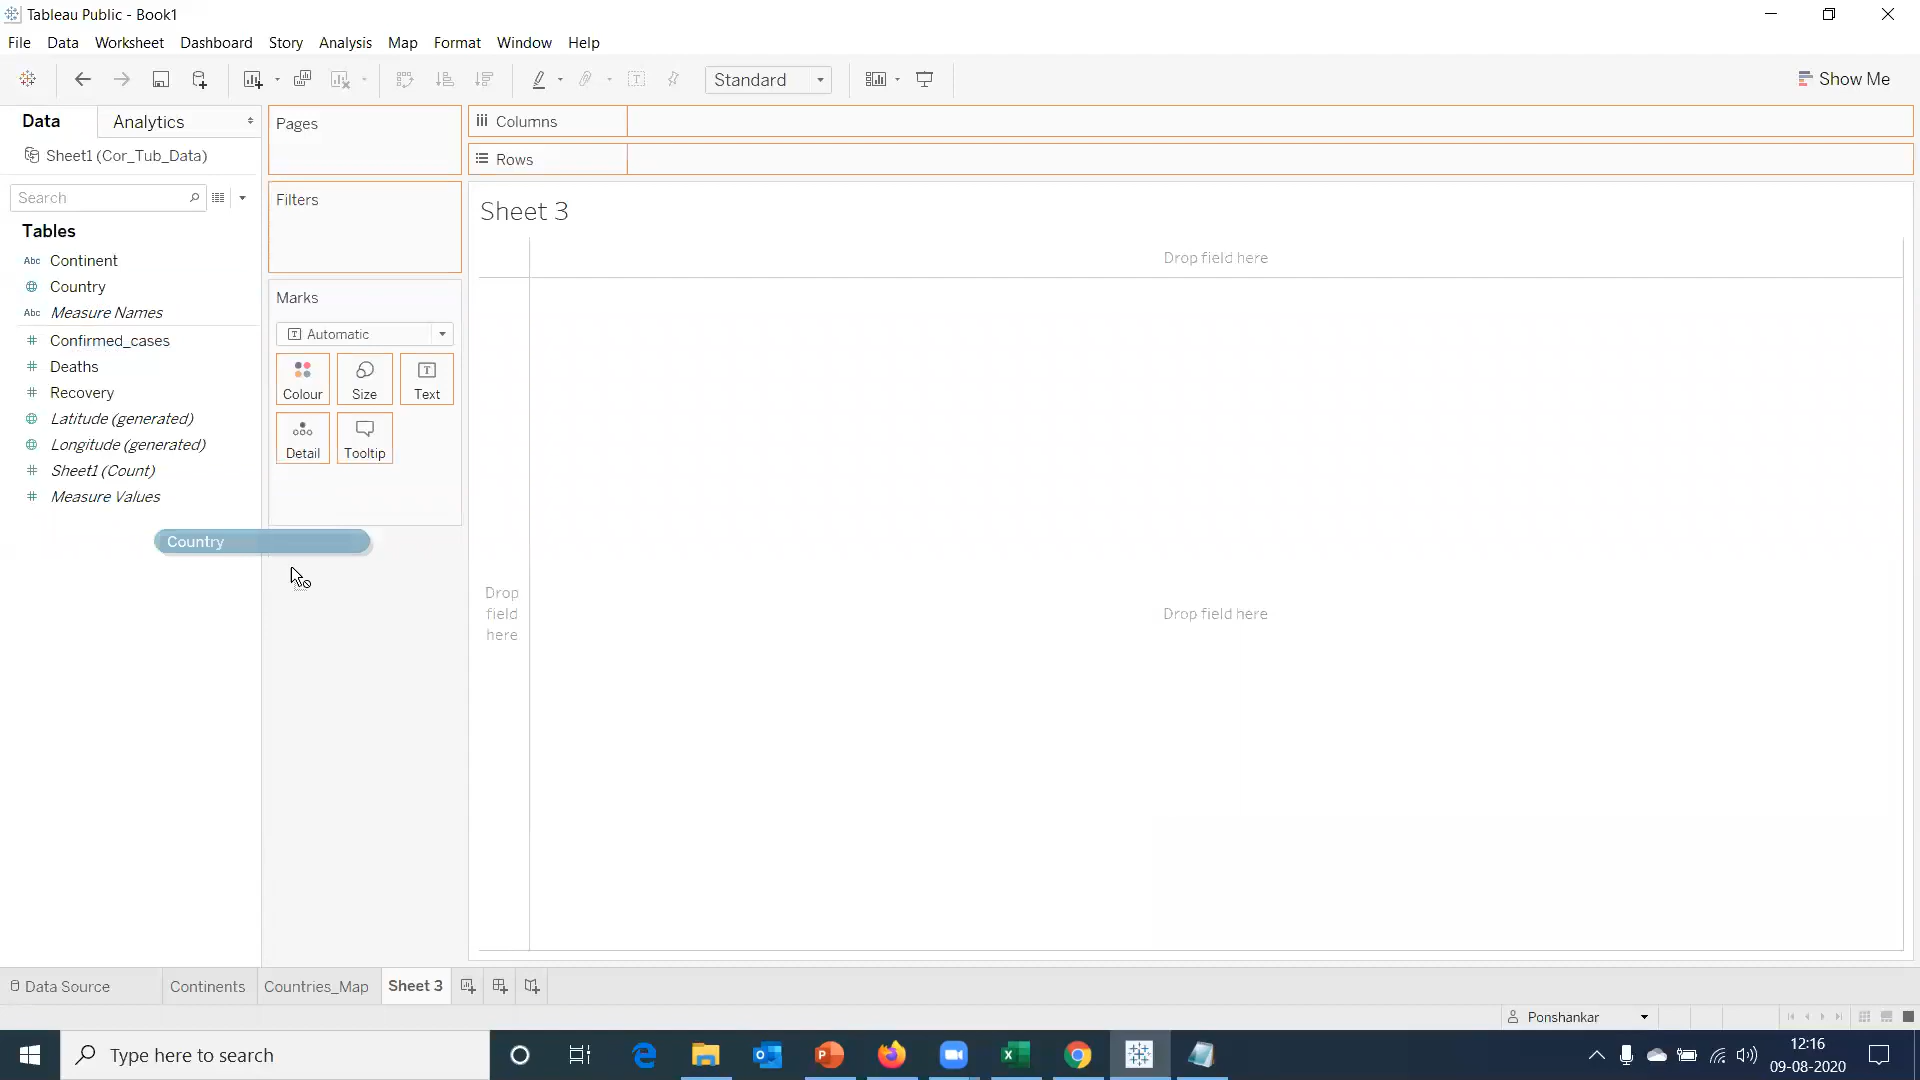 Tableau Public - Book1
File Data Worksheet Dashboard Story Analysis Map Format Window Help
Standard
Show Me
Data Analytics
Sheet1 (Cor_Tub_Data)
Search
Tables
Abc Continent
Country
Abc Measure Names
Confirmed_cases
Deaths
Recovery
Latitude (generated)
Longitude (generated)
Sheet1 (Count)
Measure Values
Country
Pages
Filters
Marks
T Automatic
Colour Size Text
Detail Tooltip
Columns
Rows
Sheet 3
Drop field here
Drop
field
here
Drop field here
Data Source Continents Countries_Map Sheet 3
Ponshankar
Type here to search
12:16
09-08-2020